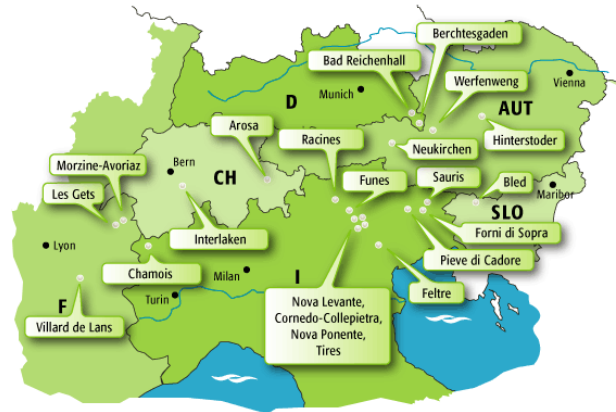 Berchtesgaden
Bad Reichenhall
Werfenweng
Vienna
Munich
D
AUT
Hinterstoder
Neukirchen
Arosa
Racines
Morzine-Avoriaz
Bern
CH
Les Gets
Funes
Sauris
Bled
Maribor
SLO
Interlaken
Forni di Sopra
Lyon
Pieve di Cadore
Chamois
Milan
I
Feltre
Turin
F
Villard de Lans
Nova Levante,
Cornedo-Collepietra,
Nova Ponente,
Tires